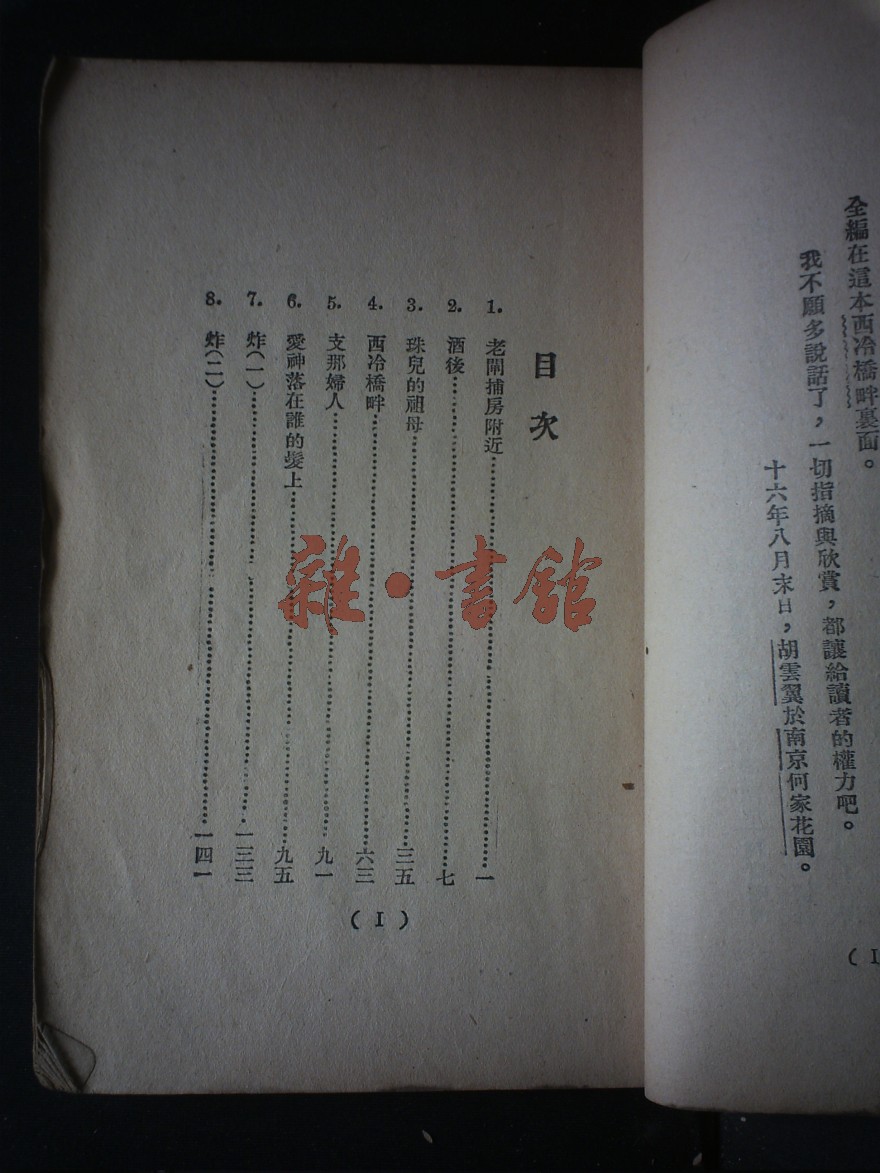 全編在這本西冷橋畔裏面。
我不願多說話了，一切指摘與欣賞，都讓給讀者的權力吧。
十六年八月末日，胡雲翼於南京何家花園。
(I
目次
1. 老閘捕房附近 一
2. 酒後 七
3. 珠兒的祖母 三五
4. 西冷橋畔 六三
5. 支那婦人 九一
6. 愛神落在誰的髮上 九五
7. 炸(一) 一三三
8. 炸(二) 一四一
(I)
雜·書館